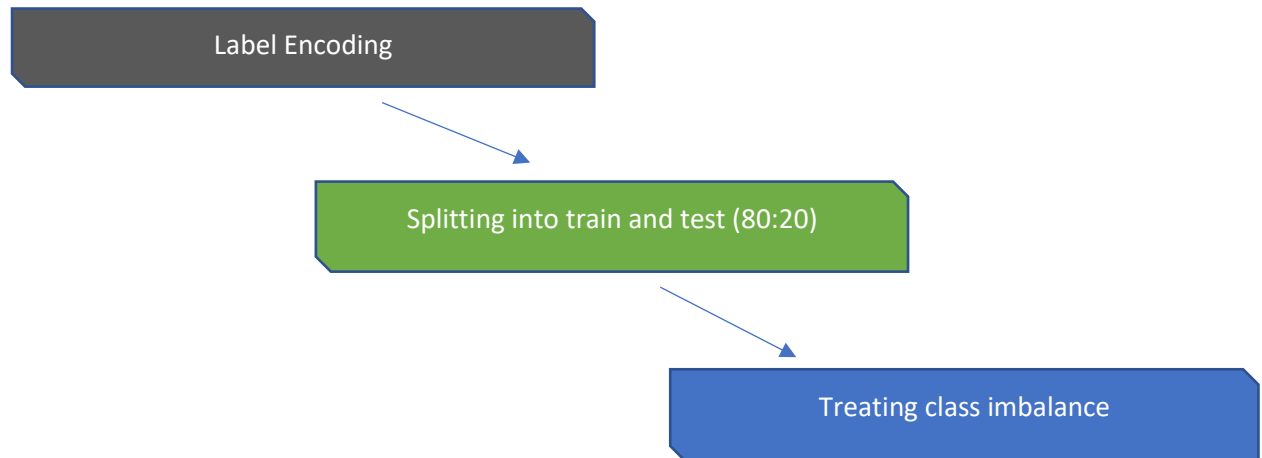 Label Encoding
Splitting into train and test (80:20)
Treating class imbalance